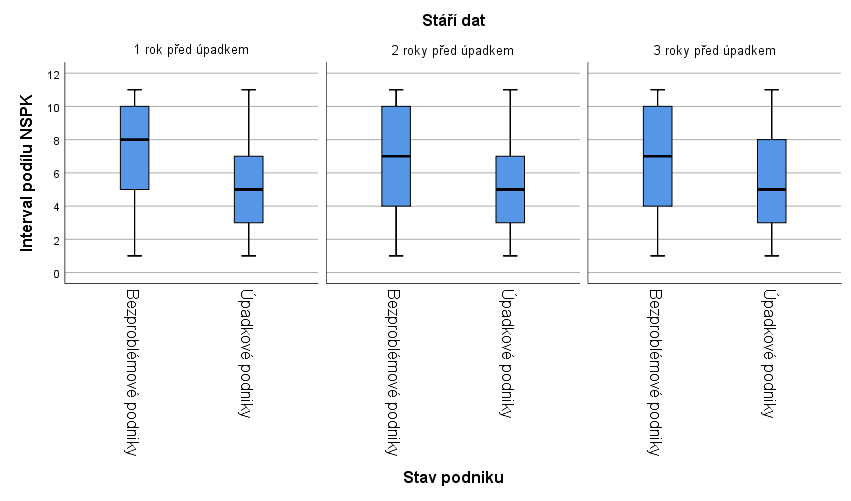 Stáří dat
1 rok před úpadkem
2 roky před úpadkem
3 roky před úpadkem
Interval podílu NSPK
12
10
8
6
4
2
0
Bezproblémové podniky
Úpadkové podniky
Bezproblémové podniky
Úpadkové podniky
Bezproblémové podniky
Úpadkové podniky
Stav podniku